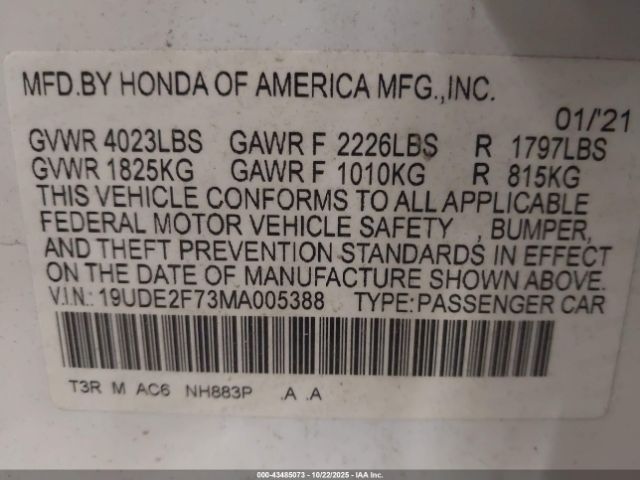 MFD.BY HONDA OF AMERICA MFG.,INC.
01/'21
GVWR 4023LBS GAWR F 2226LBS R 1797LBS
GVWR 1825KG GAWR F 1010KG R 815KG
THIS VEHICLE CONFORMS TO ALL APPLICABLE
FEDERAL MOTOR VEHICLE SAFETY , BUMPER,
AND THEFT PREVENTION STANDARDS IN EFFECT
ON THE DATE OF MANUFACTURE SHOWN ABOVE.
V.I.N.: 19UDE2F73MA005388 TYPE:PASSENGER CAR
T3R M AC6 NH883P .A .A
000-43485073 - 10/22/2025 - IAA Inc.